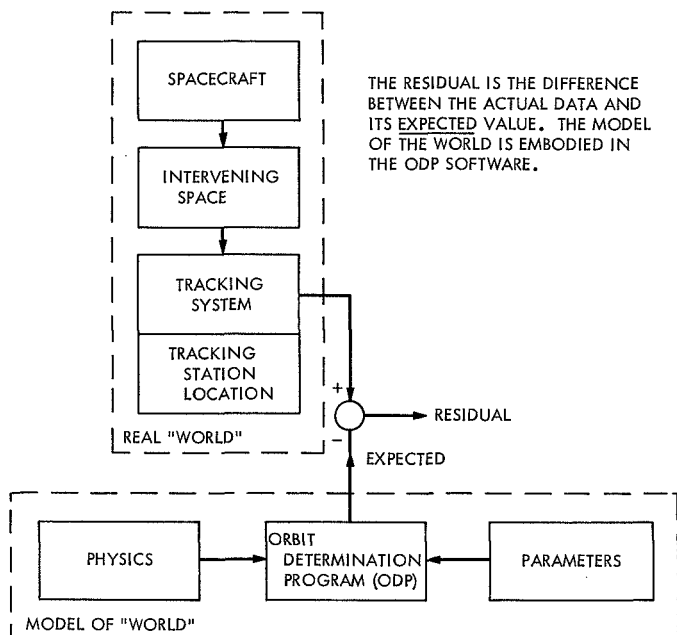 SPACECRAFT
THE RESIDUAL IS THE DIFFERENCE
BETWEEN THE ACTUAL DATA AND
ITS EXPECTED VALUE. THE MODEL
OF THE WORLD IS EMBODIED IN
THE ODP SOFTWARE.
INTERVENING
SPACE
TRACKING
SYSTEM
TRACKING
STATION
LOCATION
REAL "WORLD"
+
−
RESIDUAL
EXPECTED
PHYSICS
ORBIT
DETERMINATION
PROGRAM (ODP)
PARAMETERS
MODEL OF "WORLD"